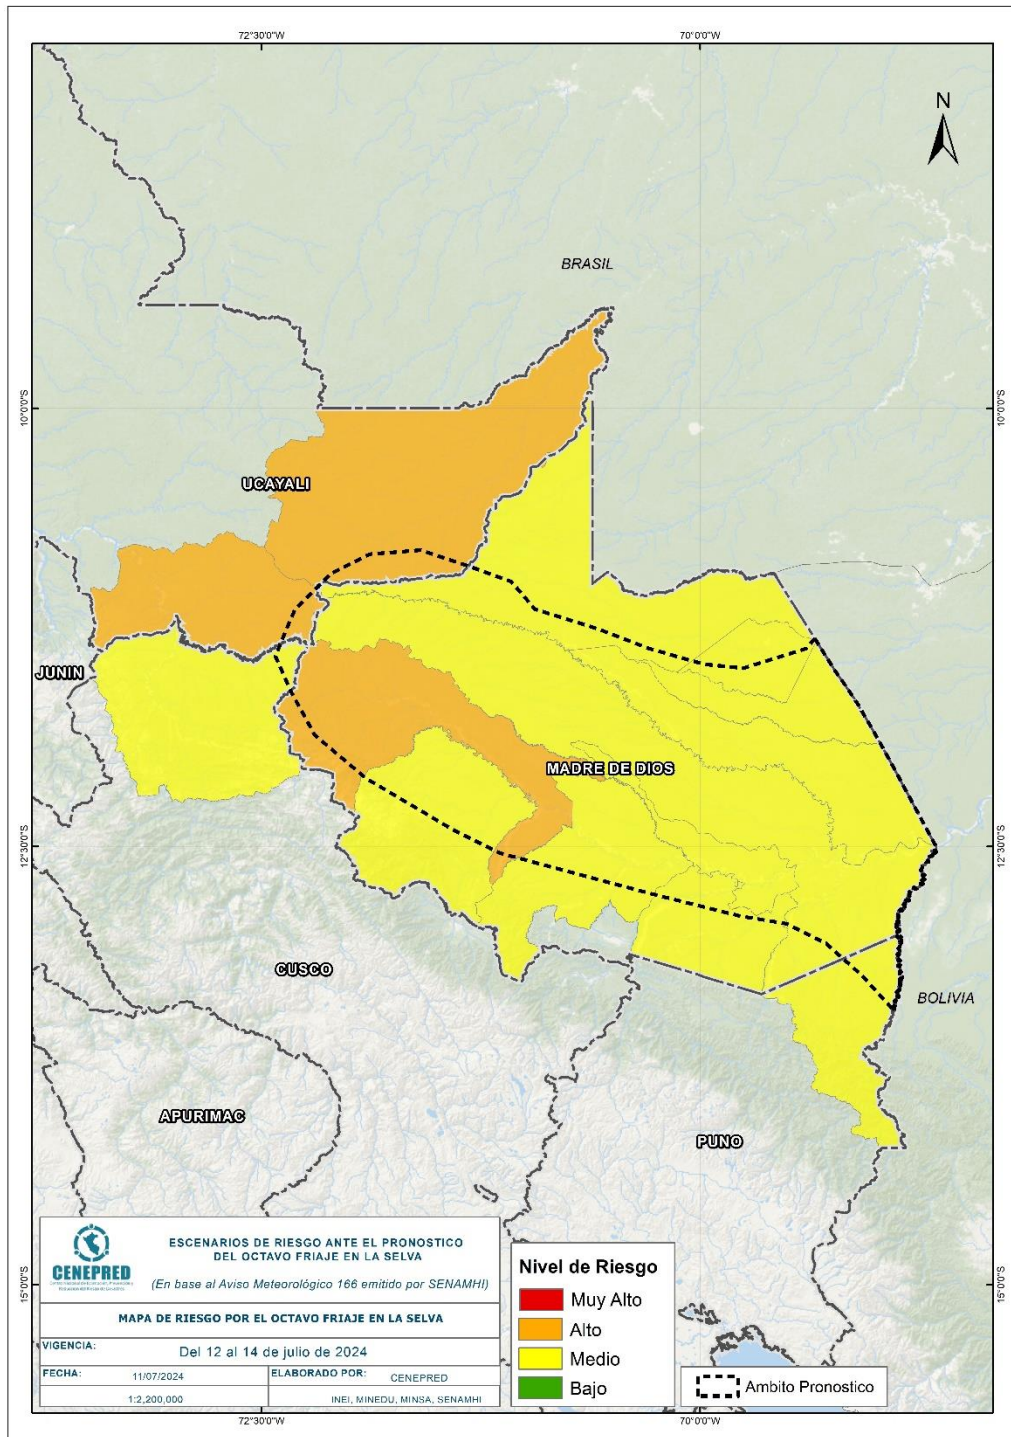 72°30'0"W
70°0'0"W
N
BRASIL
10°0'0"S
10°0'0"S
UCAYALI
JUNIN
MADRE DE DIOS
12°30'0"S
12°30'0"S
CUSCO
BOLIVIA
APURIMAC
PUNO
15°0'0"S
15°0'0"S
CENEPRED
ESCENARIOS DE RIESGO ANTE EL PRONOSTICO
DEL OCTAVO FRIAJE EN LA SELVA
(En base al Aviso Meteorológico 166 emitido por SENAMHI)
MAPA DE RIESGO POR EL OCTAVO FRIAJE EN LA SELVA
VIGENCIA:
Del 12 al 14 de julio de 2024
FECHA:
11/07/2024
ELABORADO POR:
CENEPRED
1:2,200,000
INEI, MINEDU, MINSA, SENAMHI
Nivel de Riesgo
Muy Alto
Alto
Medio
Bajo
Ambito Pronostico
72°30'0"W
70°0'0"W